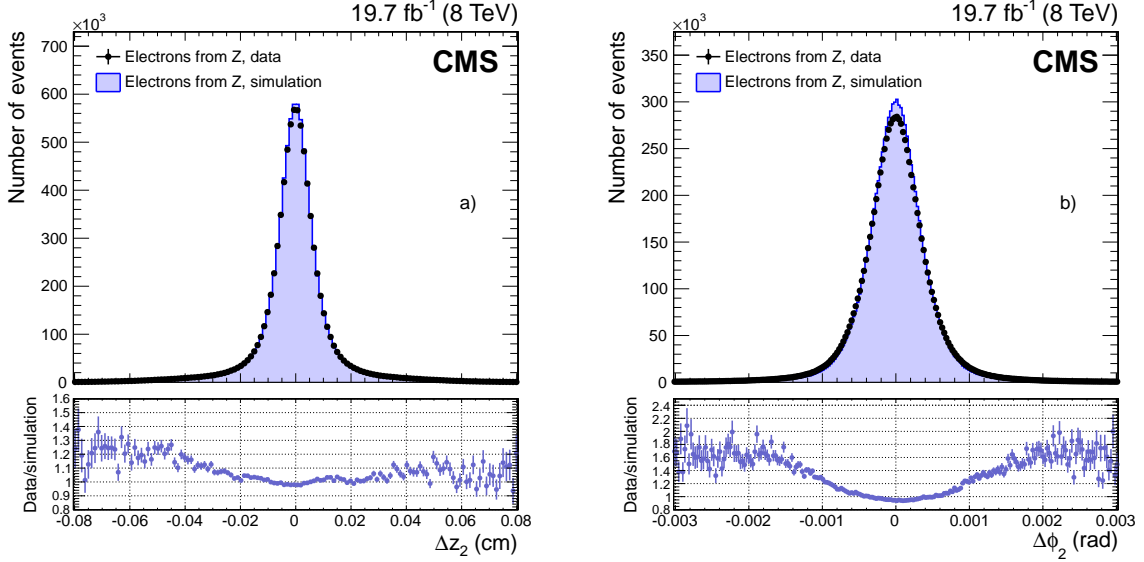 19.7 fb⁻¹ (8 TeV)
×10³
Number of events
700
600
500
400
300
200
100
0
Electrons from Z, data
Electrons from Z, simulation
CMS
a)
Data/simulation
1.6
1.5
1.4
1.3
1.2
1.1
1
0.9
0.8
-0.08 -0.06 -0.04 -0.02 0 0.02 0.04 0.06 0.08
Δz₂ (cm)
19.7 fb⁻¹ (8 TeV)
×10³
Number of events
350
300
250
200
150
100
50
0
Electrons from Z, data
Electrons from Z, simulation
CMS
b)
Data/simulation
2.4
2.2
2
1.8
1.6
1.4
1.2
1
0.8
-0.003 -0.002 -0.001 0 0.001 0.002 0.003
Δϕ₂ (rad)